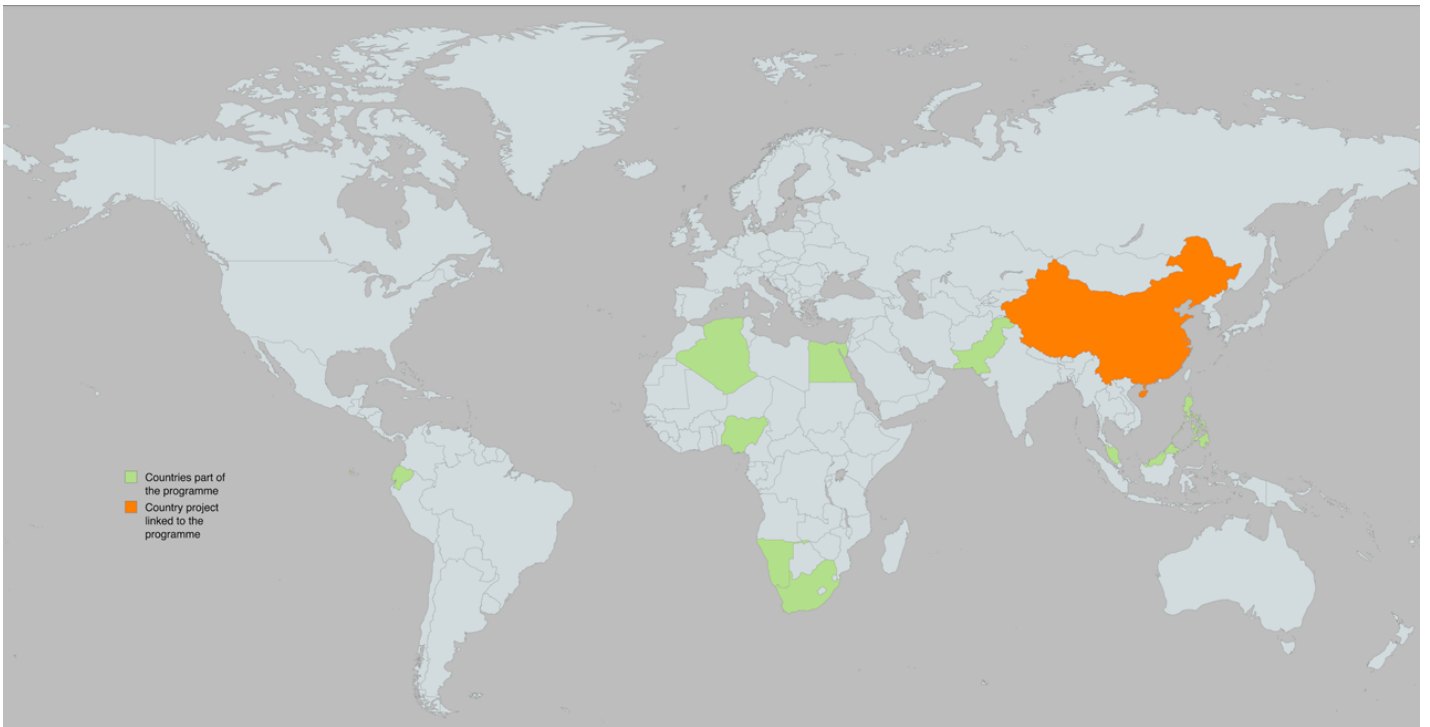 Countries part of
the programme
Country project
linked to the
programme